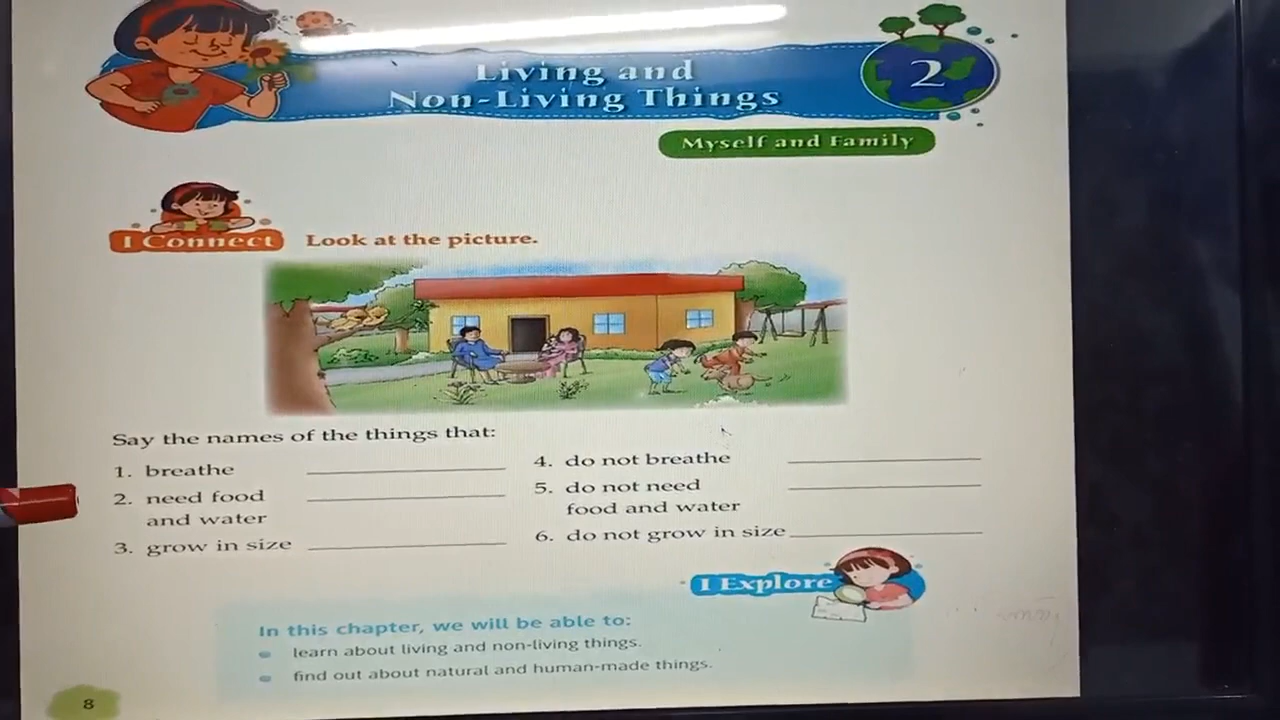 Living and
Non-Living Things
2
Myself and Family
I Connect
Look at the picture.
Say the names of the things that:
1. breathe
2. need food
and water
3. grow in size
4. do not breathe
5. do not need
food and water
6. do not grow in size
I Explore
In this chapter, we will be able to:
learn about living and non-living things.
find out about natural and human-made things.
8